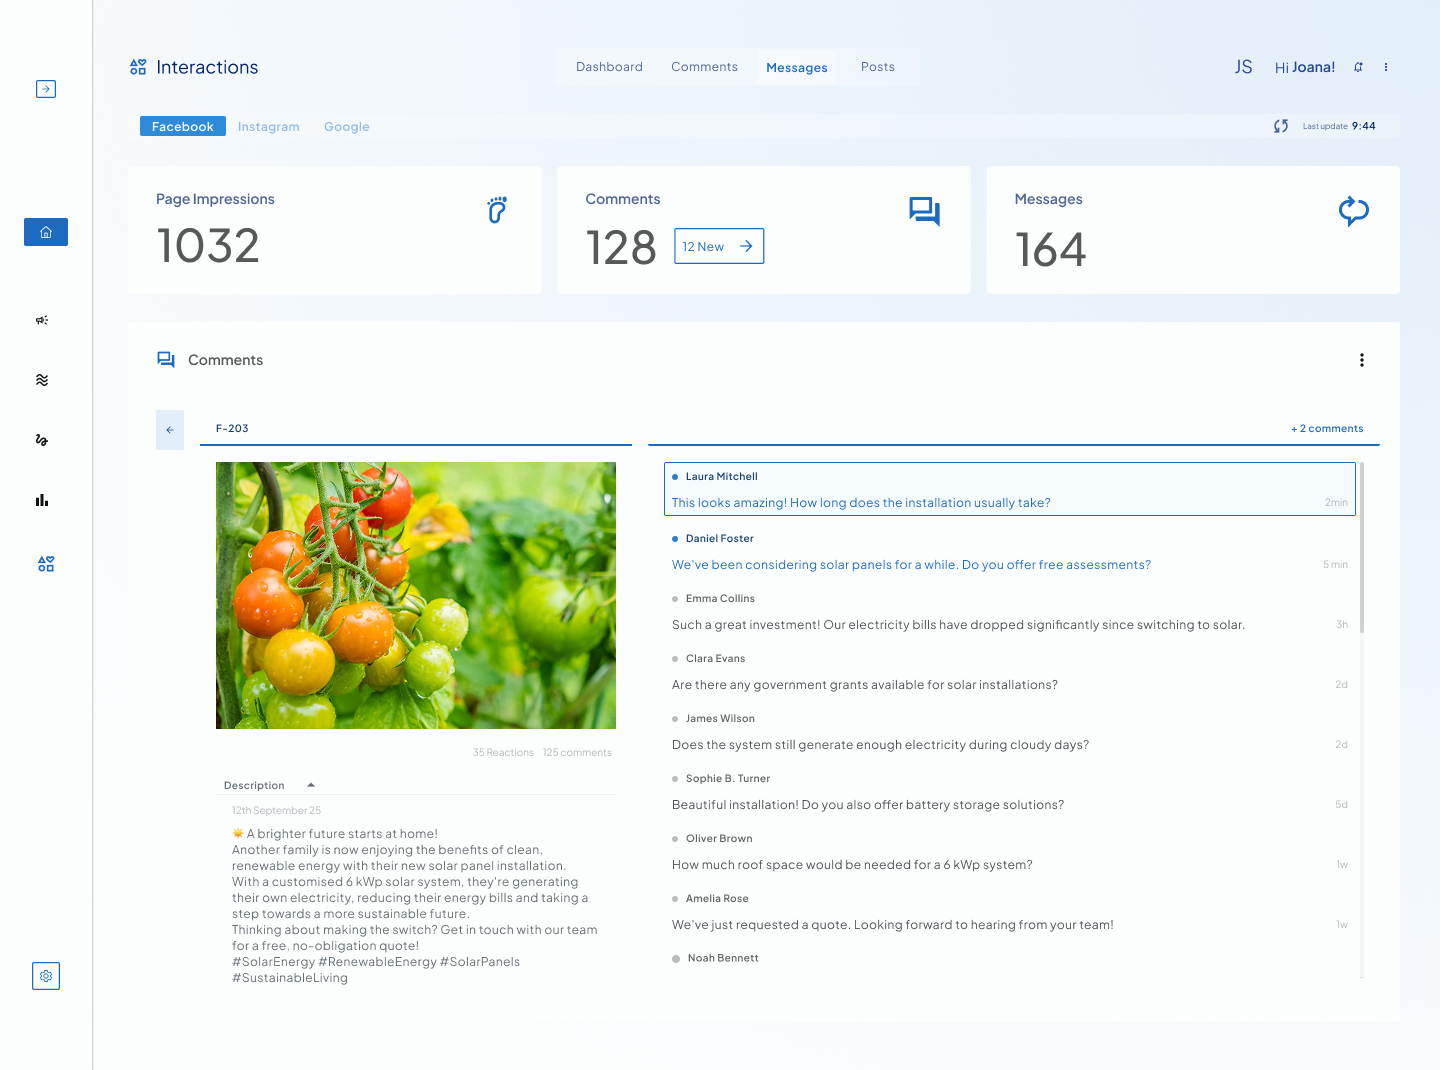 Interactions
Dashboard
Comments
Messages
Posts
JS
Hi Joana!
Facebook
Instagram
Google
Last update 9:44
Page Impressions
1032
Comments
128
12 New
Messages
164
Comments
F-203
+ 2 comments
35 Reactions 125 comments
Description
12th September 25
☀️ A brighter future starts at home!
Another family is now enjoying the benefits of clean,
renewable energy with their new solar panel installation.
With a customised 6 kWp solar system, they're generating
their own electricity, reducing their energy bills and taking a
step towards a more sustainable future.
Thinking about making the switch? Get in touch with our team
for a free, no-obligation quote!
#SolarEnergy #RenewableEnergy #SolarPanels
#SustainableLiving
Laura Mitchell
This looks amazing! How long does the installation usually take?
2min
Daniel Foster
We've been considering solar panels for a while. Do you offer free assessments?
5 min
Emma Collins
Such a great investment! Our electricity bills have dropped significantly since switching to solar.
3h
Clara Evans
Are there any government grants available for solar installations?
2d
James Wilson
Does the system still generate enough electricity during cloudy days?
2d
Sophie B. Turner
Beautiful installation! Do you also offer battery storage solutions?
5d
Oliver Brown
How much roof space would be needed for a 6 kWp system?
1w
Amelia Rose
We've just requested a quote. Looking forward to hearing from your team!
1w
Noah Bennett